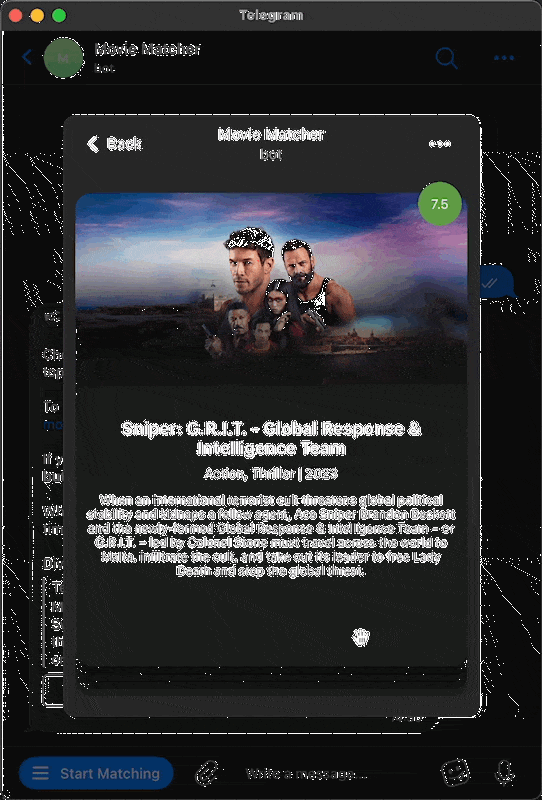 Telegram
Movie Matcher
bot
M
Back
Movie Matcher
bot
7.5
Sniper: G.R.I.T. - Global Response &
Intelligence Team
Action, Thriller | 2023
When an international terrorist cult threatens global political
stability and kidnaps a fellow agent, Ace Sniper Brandon Beckett
and the newly-formed Global Response & Intelligence Team – or
G.R.I.T. – led by Colonel Stone must travel across the world to
Malta, infiltrate the cult, and take out its leader to free Lady
Death and stop the global threat.
Start Matching
Write a message...